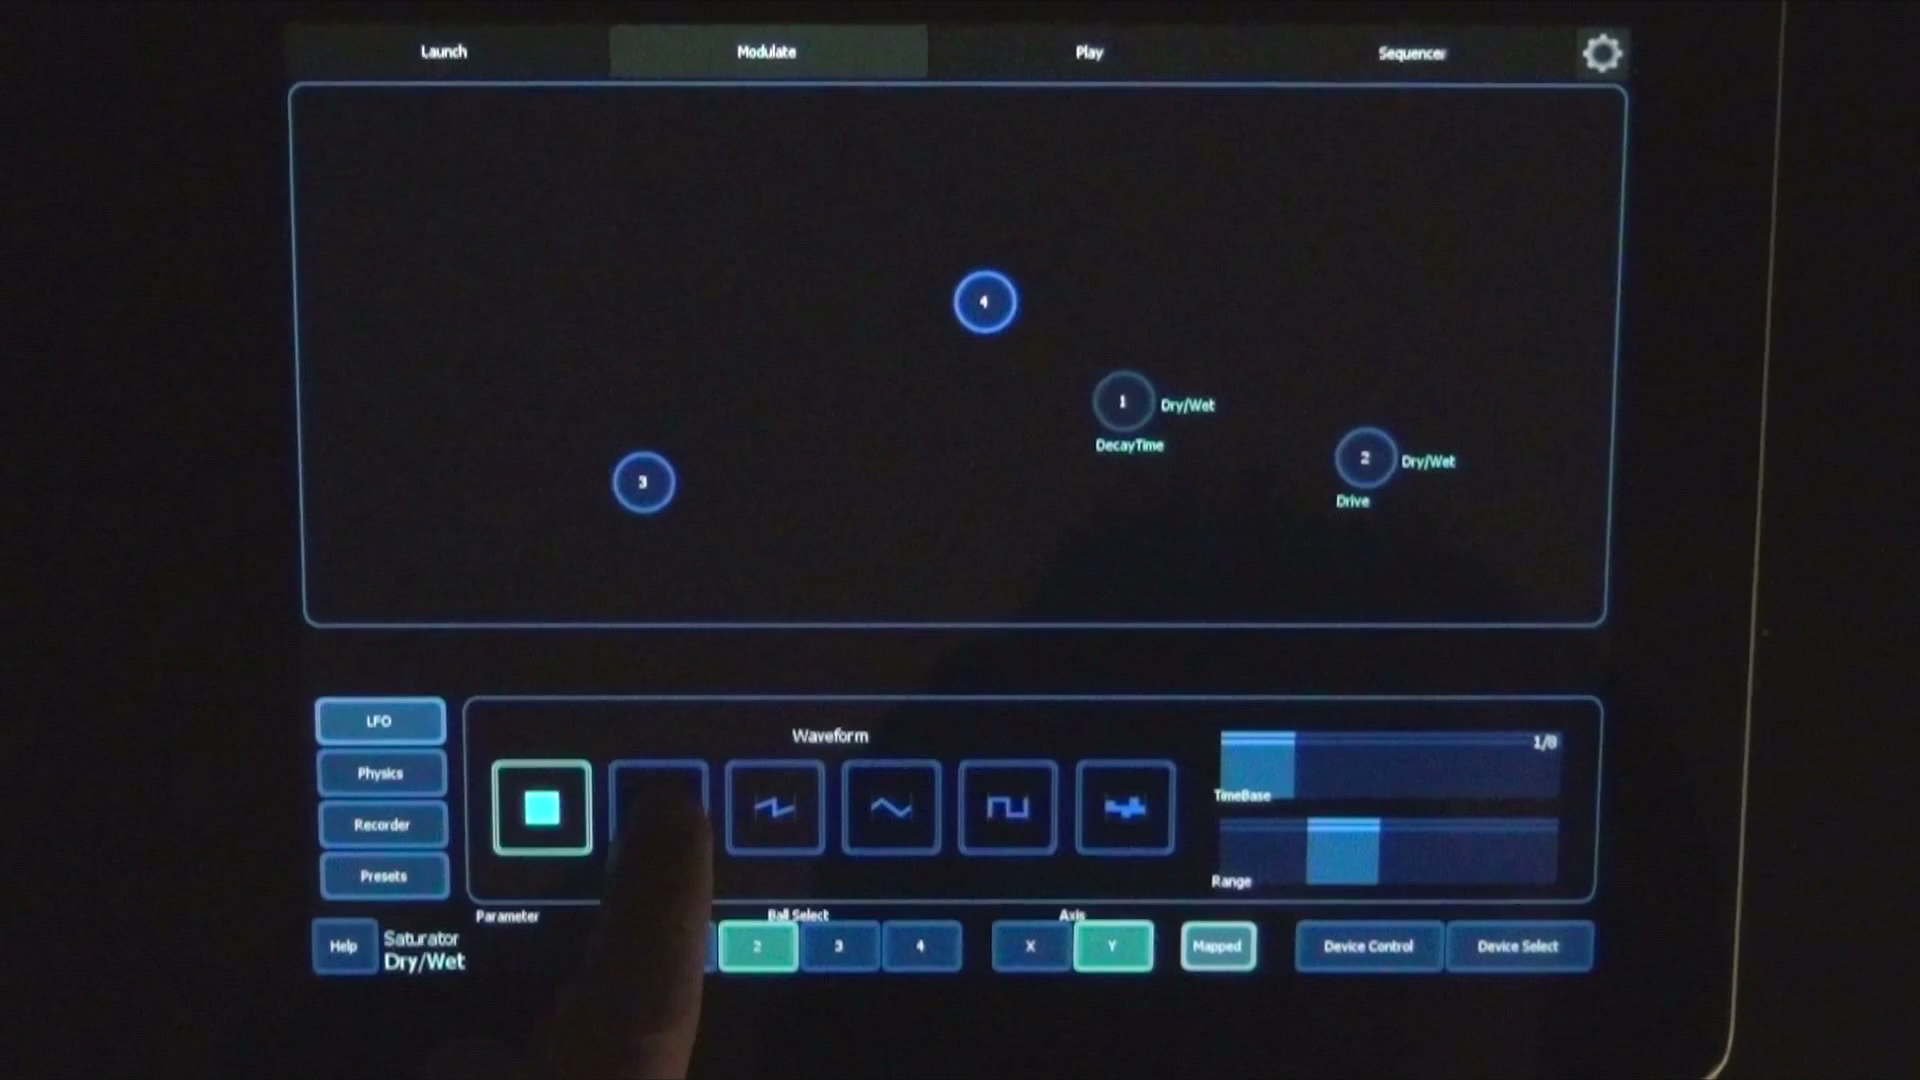 Launch Modulate Play Sequencer
4
1 Dry/Wet
DecayTime
2 Dry/Wet
Drive
3
LFO
Physics
Recorder
Presets
Waveform
1/8
TimeBase
Range
Parameter Ball Select Axis
Help Saturator
Dry/Wet
2 3 4 X Y Mapped Device Control Device Select